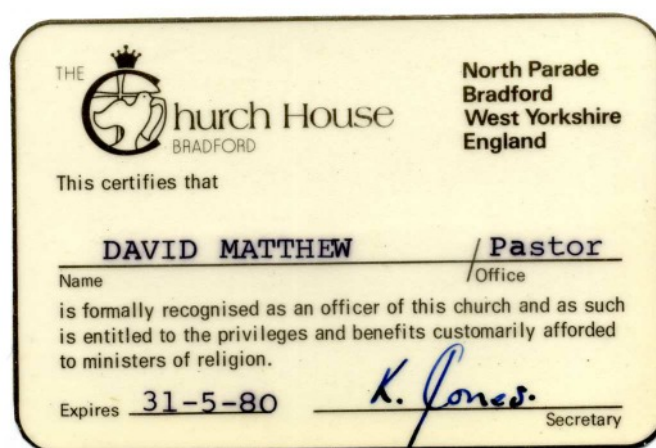 THE
Church House
BRADFORD
North Parade
Bradford
West Yorkshire
England
This certifies that
DAVID MATTHEW / Pastor
Name Office
is formally recognised as an officer of this church and as such
is entitled to the privileges and benefits customarily afforded
to ministers of religion.
Expires 31-5-80 K. Jones.
Secretary